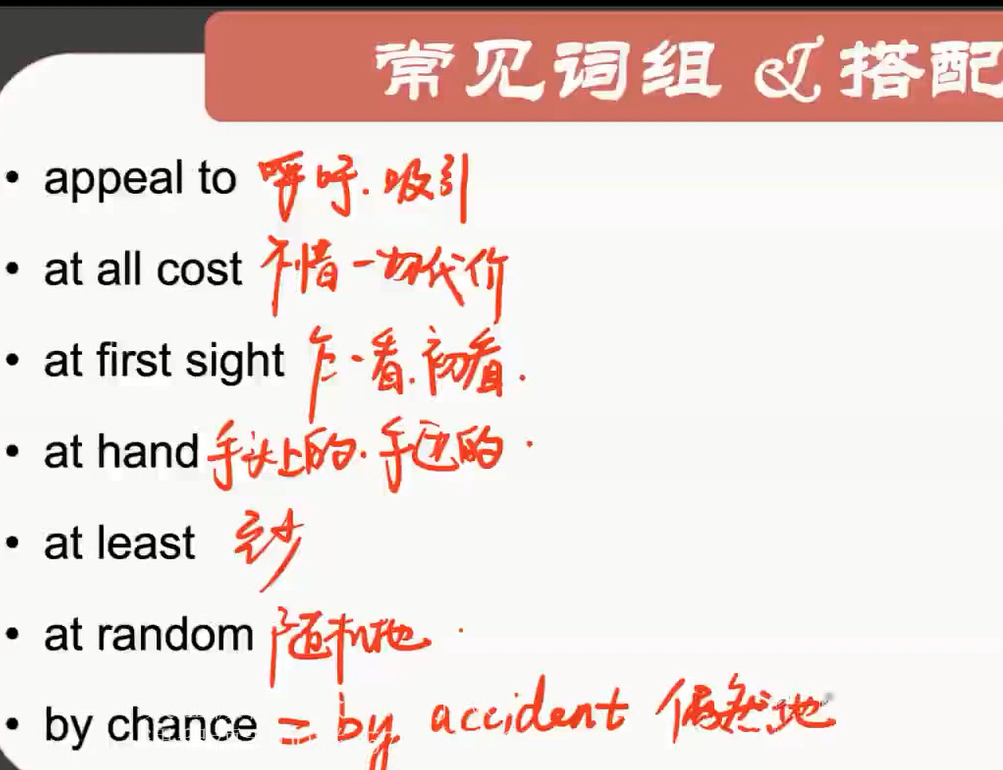 常见词组 & 搭配
• appeal to 呼吁.吸引
• at all cost 不惜一切代价
• at first sight 乍一看.初看.
• at hand 手头上的.手边的.
• at least 至少
• at random 随机地.
• by chance = by accident 偶然地